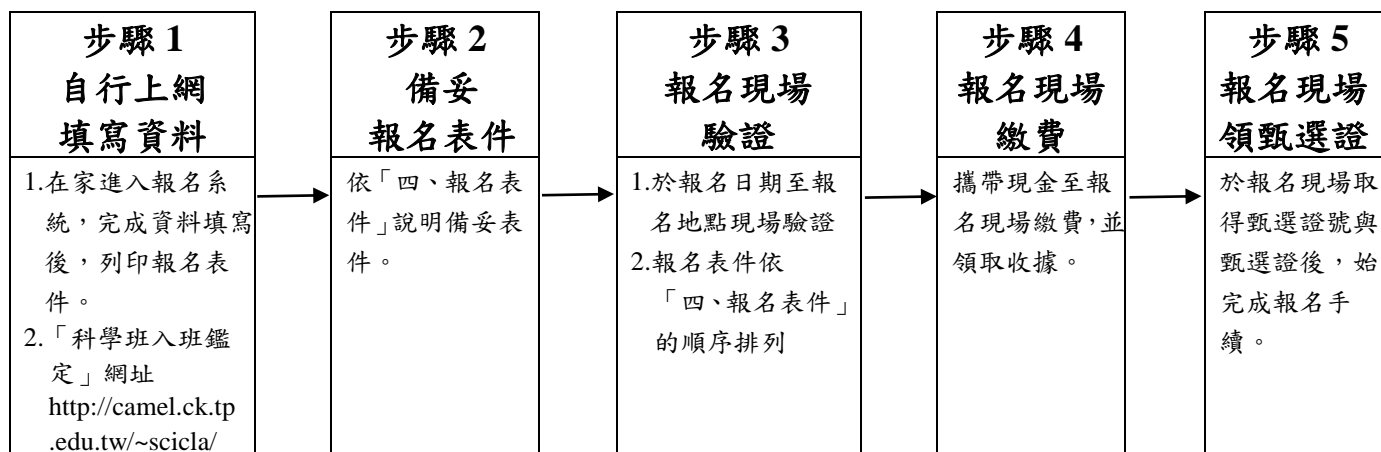 步驟 1
自行上網
填寫資料
1.在家進入報名系
統，完成資料填寫
後，列印報名表
件。
2.「科學班入班鑑
定」網址
http://camel.ck.tp
.edu.tw/~scicla/
步驟 2
備妥
報名表件
依「四、報名表
件」說明備妥表
件。
步驟 3
報名現場
驗證
1.於報名日期至報
名地點現場驗證
2.報名表件依
「四、報名表件」
的順序排列
步驟 4
報名現場
繳費
攜帶現金至報
名現場繳費，並
領取收據。
步驟 5
報名現場
領甄選證
於報名現場取
得甄選證號與
甄選證後，始
完成報名手
續。